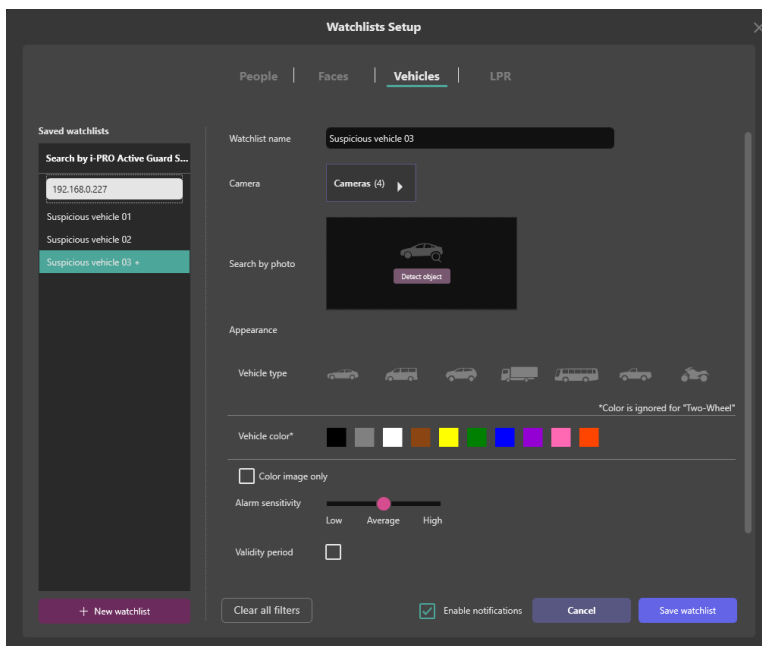 Watchlists Setup
People
Faces
Vehicles
LPR
Saved watchlists
Search by i-PRO Active Guard S...
192.168.0.227
Suspicious vehicle 01
Suspicious vehicle 02
Suspicious vehicle 03 +
+ New watchlist
Watchlist name
Suspicious vehicle 03
Camera
Cameras (4)
Search by photo
Detect object
Appearance
Vehicle type
*Color is ignored for "Two-Wheel"
Vehicle color*
Color image only
Alarm sensitivity
Low Average High
Validity period
Clear all filters
Enable notifications
Cancel
Save watchlist